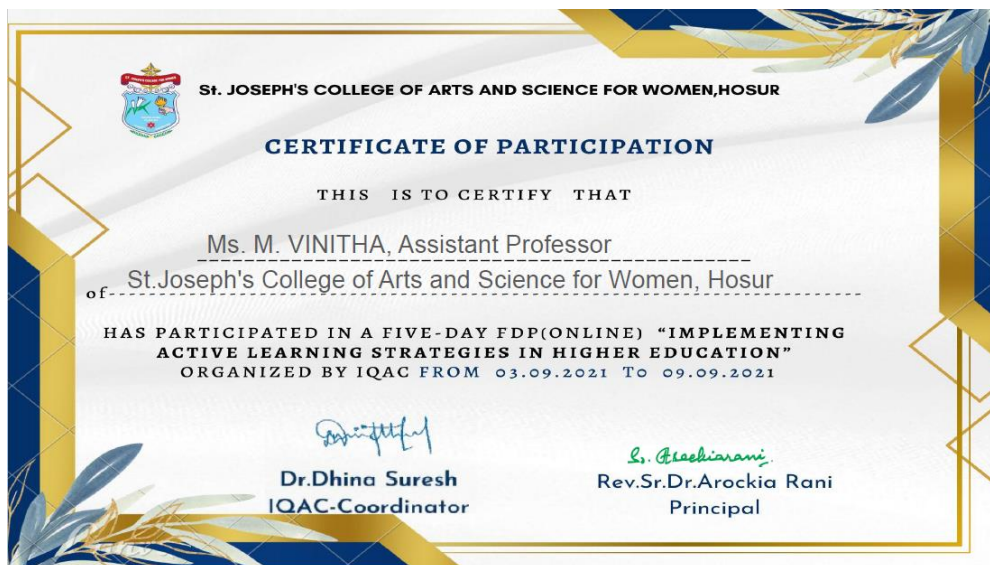 St. JOSEPH'S COLLEGE OF ARTS AND SCIENCE FOR WOMEN,HOSUR
CERTIFICATE OF PARTICIPATION
THIS IS TO CERTIFY THAT
Ms. M. VINITHA, Assistant Professor
of St.Joseph's College of Arts and Science for Women, Hosur
HAS PARTICIPATED IN A FIVE-DAY FDP(ONLINE) “IMPLEMENTING
ACTIVE LEARNING STRATEGIES IN HIGHER EDUCATION”
ORGANIZED BY IQAC FROM 03.09.2021 TO 09.09.2021
Dr.Dhina Suresh
IQAC-Coordinator
Rev.Sr.Dr.Arockia Rani
Principal